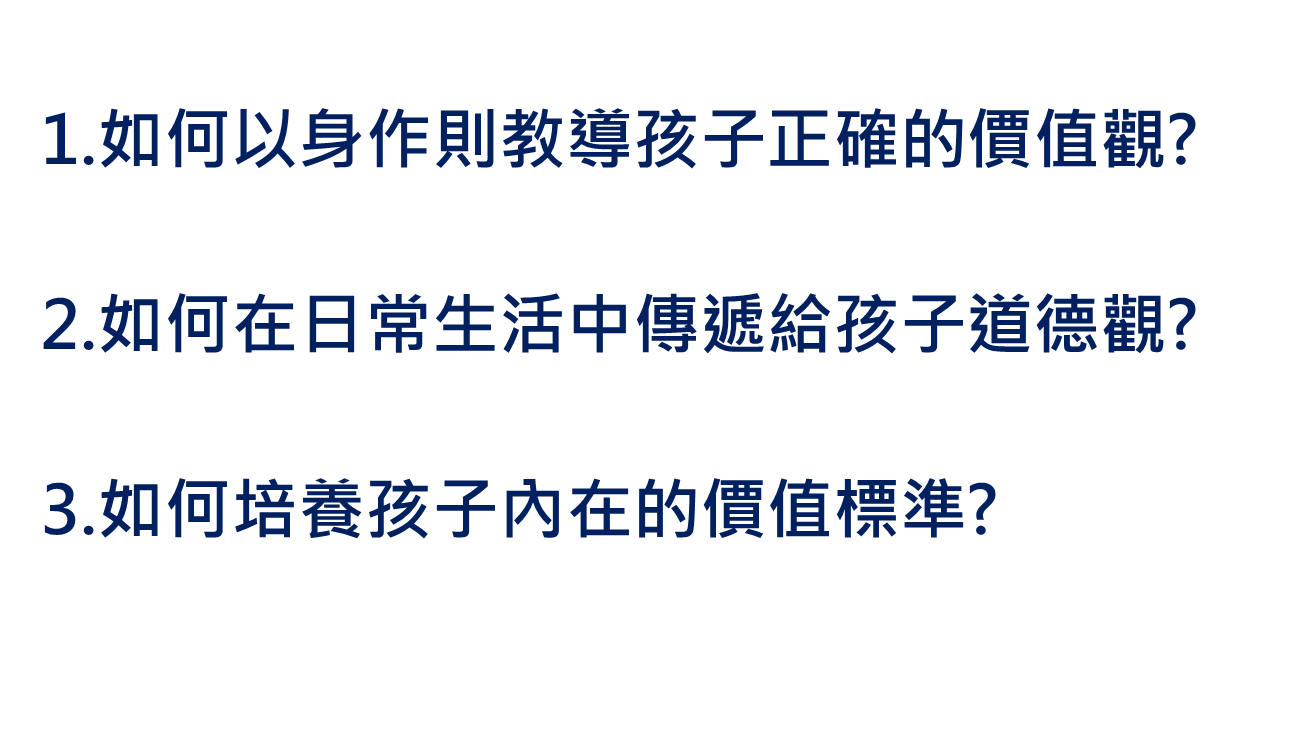 1.如何以身作則教導孩子正確的價值觀?
2.如何在日常生活中傳遞給孩子道德觀?
3.如何培養孩子內在的價值標準?